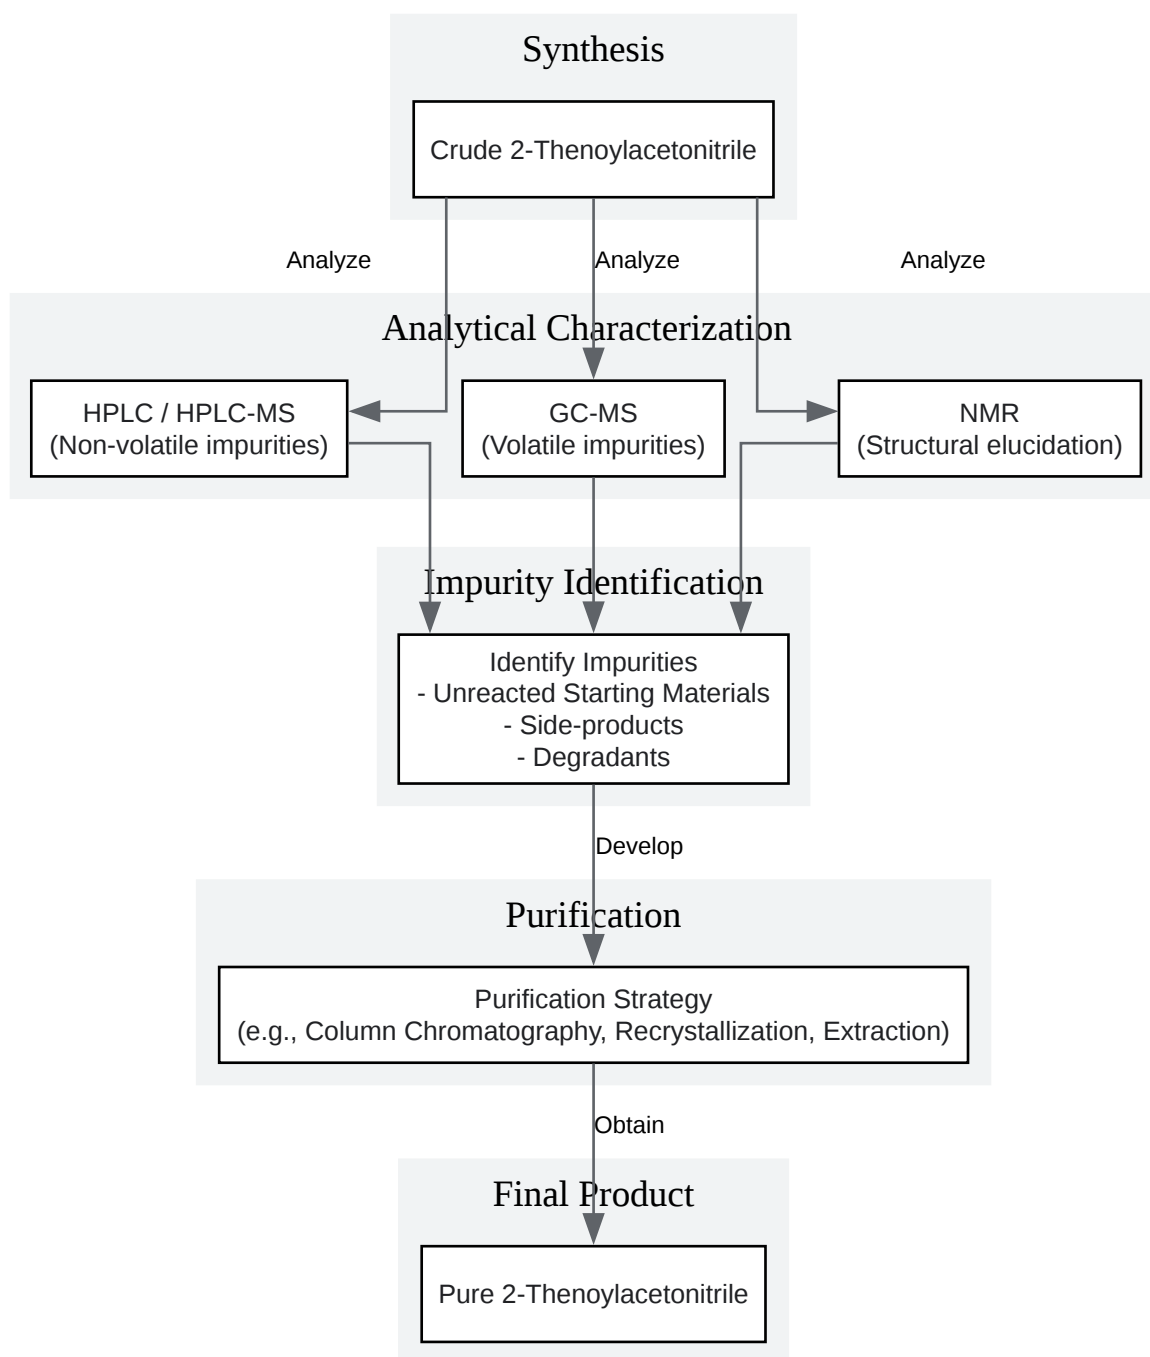 Synthesis
Crude 2-Thenoylacetonitrile
Analyze
Analyze
Analyze
Analytical Characterization
HPLC / HPLC-MS
(Non-volatile impurities)
GC-MS
(Volatile impurities)
NMR
(Structural elucidation)
Impurity Identification
Identify Impurities
- Unreacted Starting Materials
- Side-products
- Degradants
Develop
Purification
Purification Strategy
(e.g., Column Chromatography, Recrystallization, Extraction)
Obtain
Final Product
Pure 2-Thenoylacetonitrile